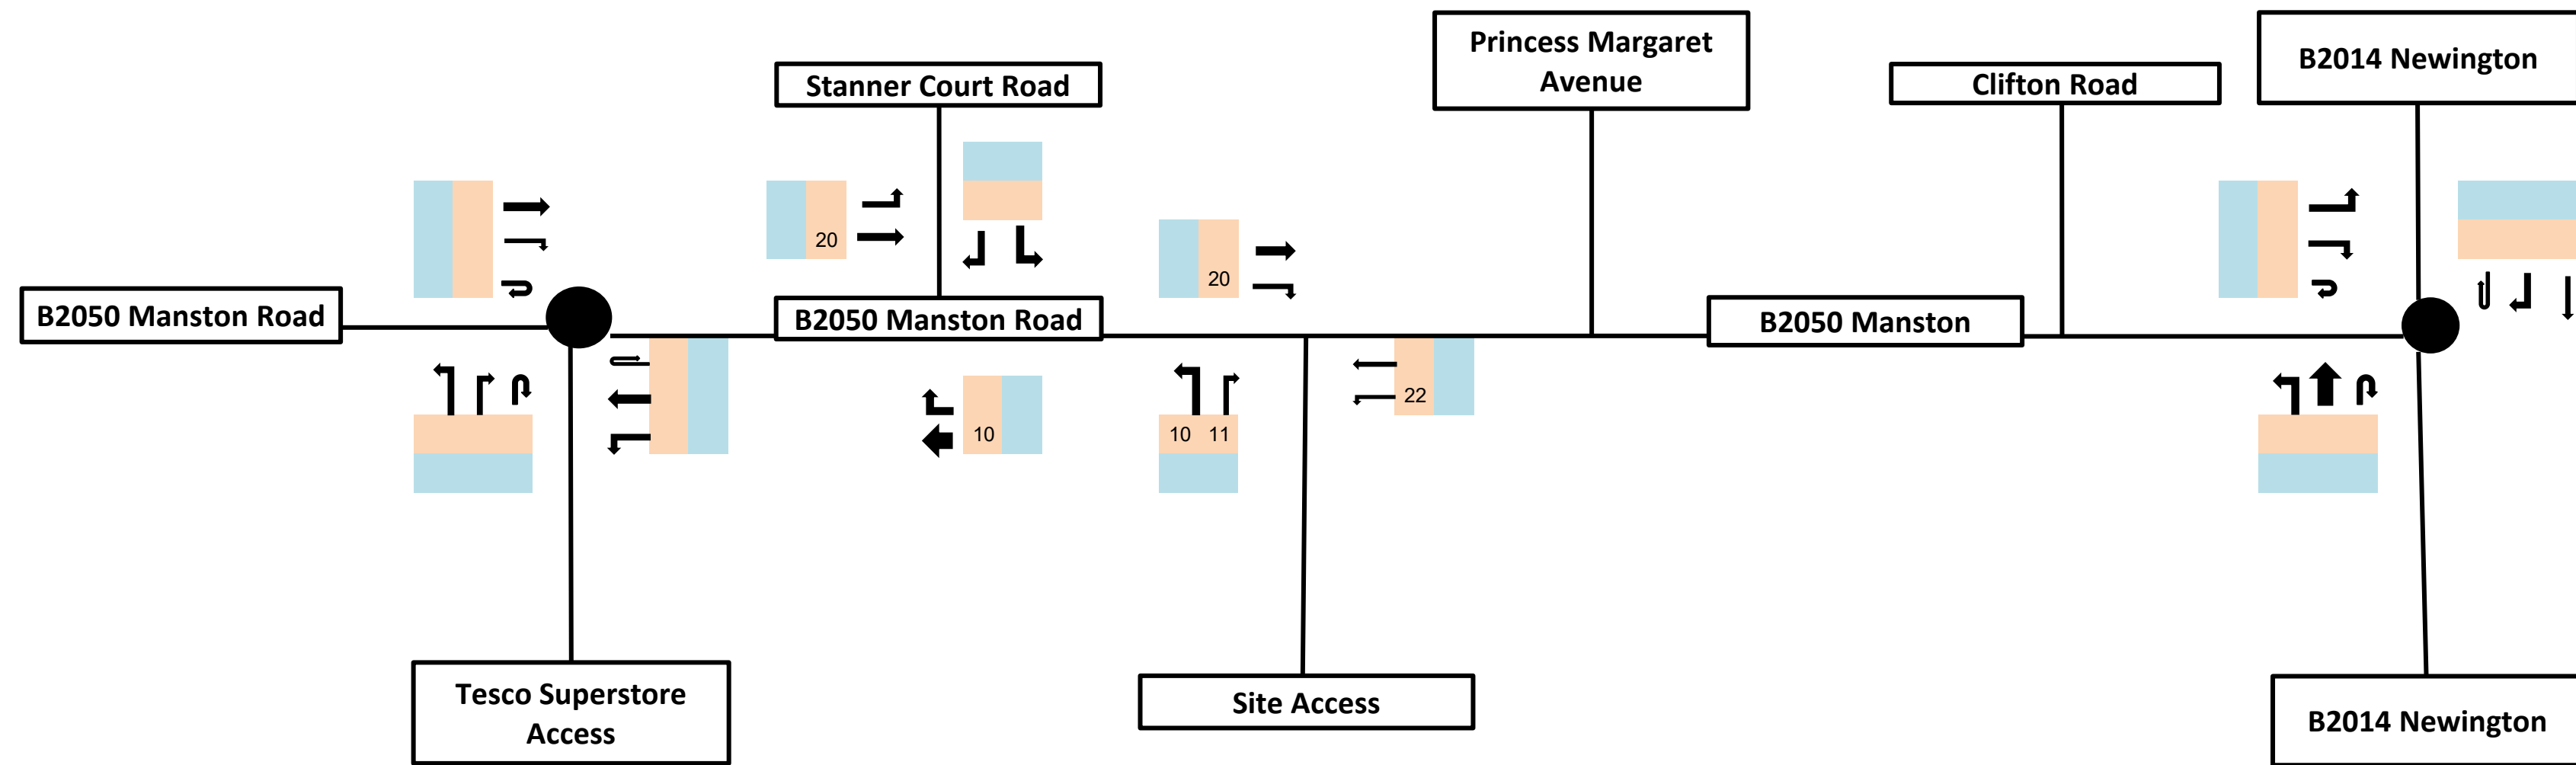 Princess Margaret
Avenue
B2014 Newington
Stanner Court Road
Clifton Road
20
20
B2050 Manston Road
B2050 Manston Road
B2050 Manston
22
10
10 11
Tesco Superstore
Access
Site Access
B2014 Newington